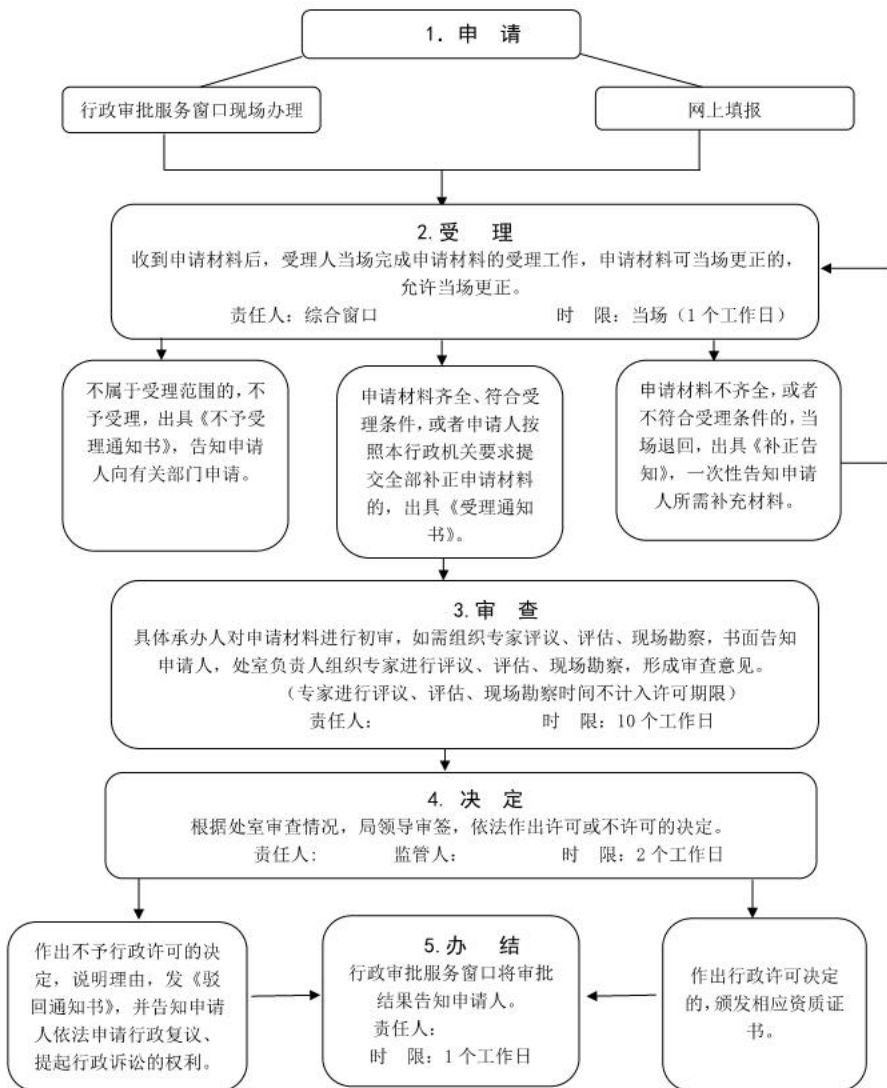 1. 申 请
行政审批服务窗口现场办理
网上填报
2.受 理
收到申请材料后，受理人当场完成申请材料的受理工作，申请材料可当场更正的，
允许当场更正。
责任人：综合窗口 时 限：当场（1 个工作日）
不属于受理范围的，不
予受理，出具《不予受
理通知书》，告知申请
人向有关部门申请。
申请材料齐全、符合受
理条件，或者申请人按
照本行政机关要求提
交全部补正申请材料
的，出具《受理通知
书》。
申请材料不齐全，或者
不符合受理条件的，当
场退回，出具《补正告
知》，一次性告知申请
人所需补充材料。
3.审 查
具体承办人对申请材料进行初审，如需组织专家评议、评估、现场勘察，书面告知
申请人，处室负责人组织专家进行评议、评估、现场勘察，形成审查意见。
（专家进行评议、评估、现场勘察时间不计入许可期限）
责任人： 时 限：10 个工作日
4. 决 定
根据处室审查情况，局领导审签，依法作出许可或不许可的决定。
责任人: 监管人： 时 限：2 个工作日
作出不予行政许可的决
定，说明理由，发《驳
回通知书》，并告知申请
人依法申请行政复议、
提起行政诉讼的权利。
5.办 结
行政审批服务窗口将审批
结果告知申请人。
责任人：
时 限：1 个工作日
作出行政许可决定
的，颁发相应资质证
书。